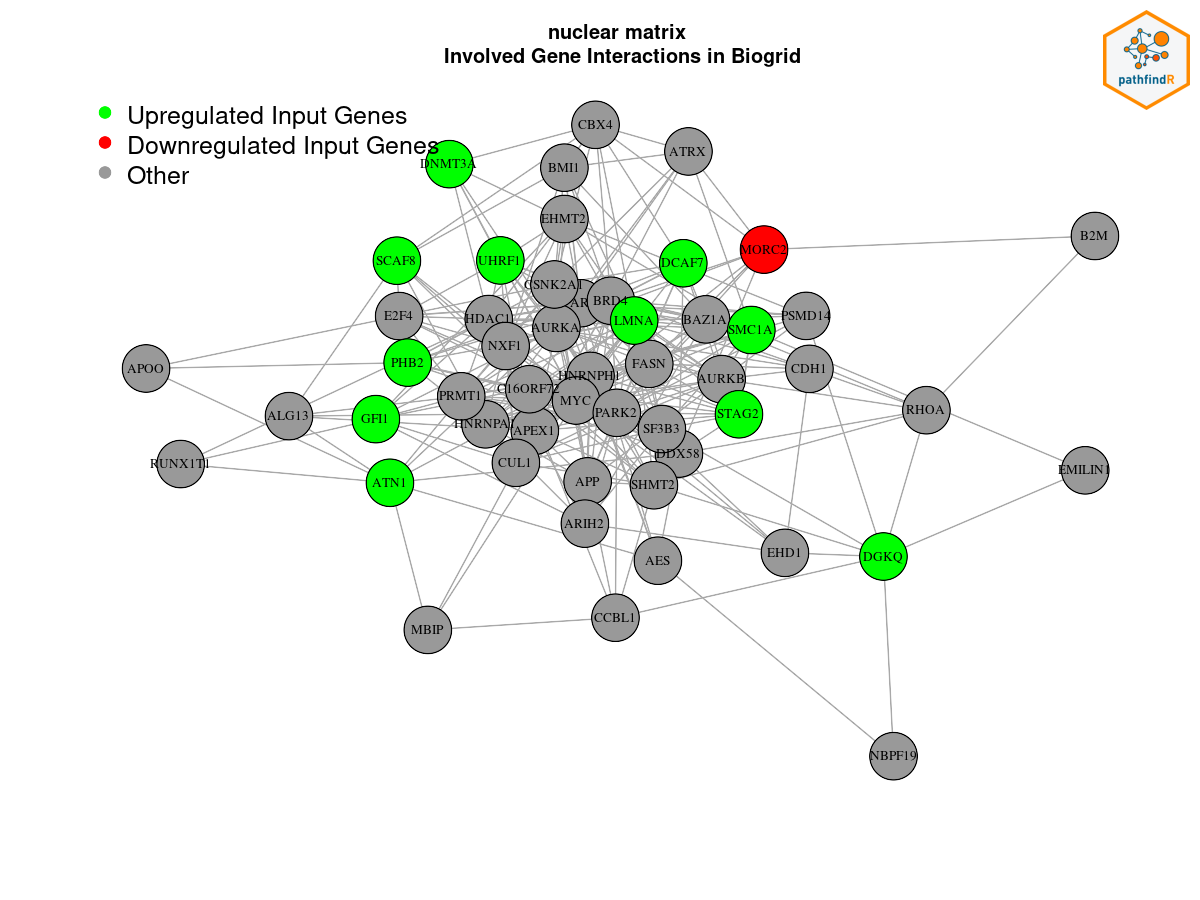 nuclear matrix
Involved Gene Interactions in Biogrid
pathfindR
Upregulated Input Genes
Downregulated Input Genes
Other
CBX4
ATRX
DNMT3A
BMI1
EHMT2
B2M
MORC2
SCAF8
UHRF1
DCAF7
CSNK2A1
AR
BRD4
E2F4
HDAC1
LMNA
BAZ1A
PSMD14
AURKA
SMC1A
NXF1
APOO
PHB2
FASN
CDH1
HNRNPH1
AURKB
C16ORF72
PRMT1
MYC
ALG13
GFI1
PARK2
STAG2
RHOA
HNRNPA1
APEX1
SF3B3
DDX58
RUNX1T1
CUL1
EMILIN1
ATN1
APP
SHMT2
ARIH2
AES
EHD1
DGKQ
MBIP
CCBL1
NBPF19